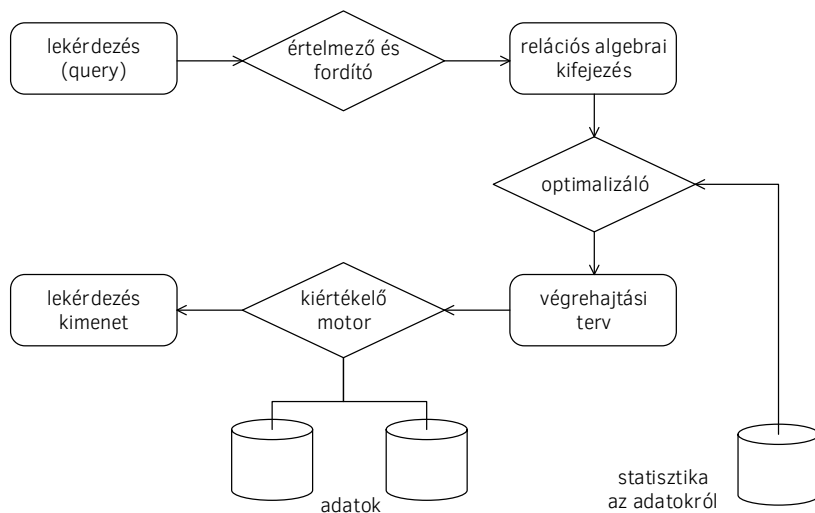 lekérdezés
(query)
értelmező és
fordító
relációs algebrai
kifejezés
optimalizáló
lekérdezés
kimenet
kiértékelő
motor
végrehajtási
terv
adatok
statisztika
az adatokról